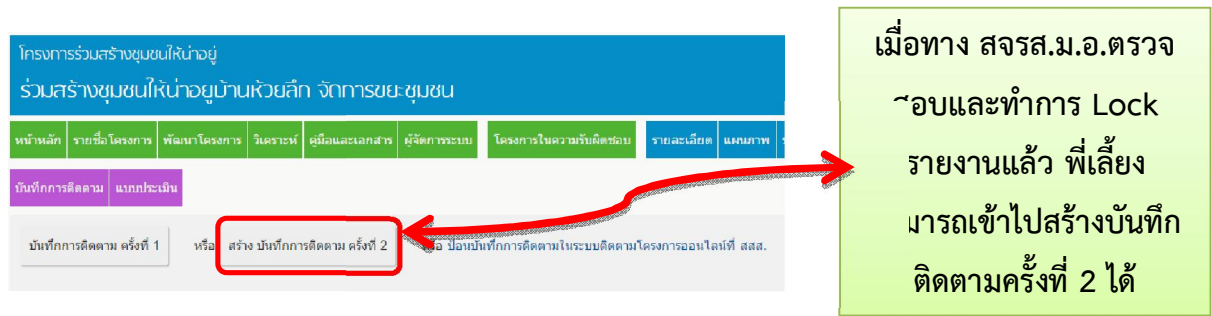 โครงการร่วมสร้างชุมชนให้น่าอยู่
ร่วมสร้างชุมชนให้น่าอยู่บ้านห้วยลึก จัดการขยะชุมชน
หน้าหลัก รายชื่อโครงการ พัฒนาโครงการ วิเคราะห์ คู่มือและเอกสาร ผู้จัดการระบบ โครงการในความรับผิดชอบ รายละเอียด แผนภาพ
บันทึกการติดตาม แบบประเมิน
บันทึกการติดตาม ครั้งที่ 1 หรือ สร้าง บันทึกการติดตาม ครั้งที่ 2 ป้อนบันทึกการติดตามในระบบติดตามโครงการออนไลน์ที่ สสส.
เมื่อทาง สจรส.ม.อ.ตรวจ
สอบและทำการ Lock
รายงานแล้ว พี่เลี้ยง
มารถเข้าไปสร้างบันทึก
ติดตามครั้งที่ 2 ได้